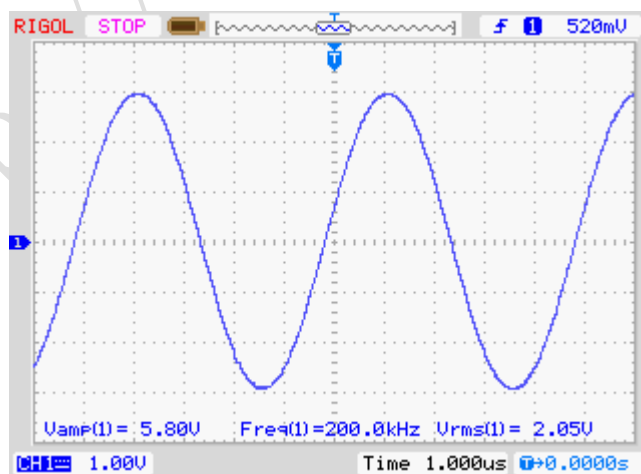 RIGOL STOP T f 1 520mV
T
1
Vamp(1)= 5.80V Freq(1)=200.0kHz Vrms(1)= 2.05V
CH1 1.00V Time 1.000us T→0.0000s